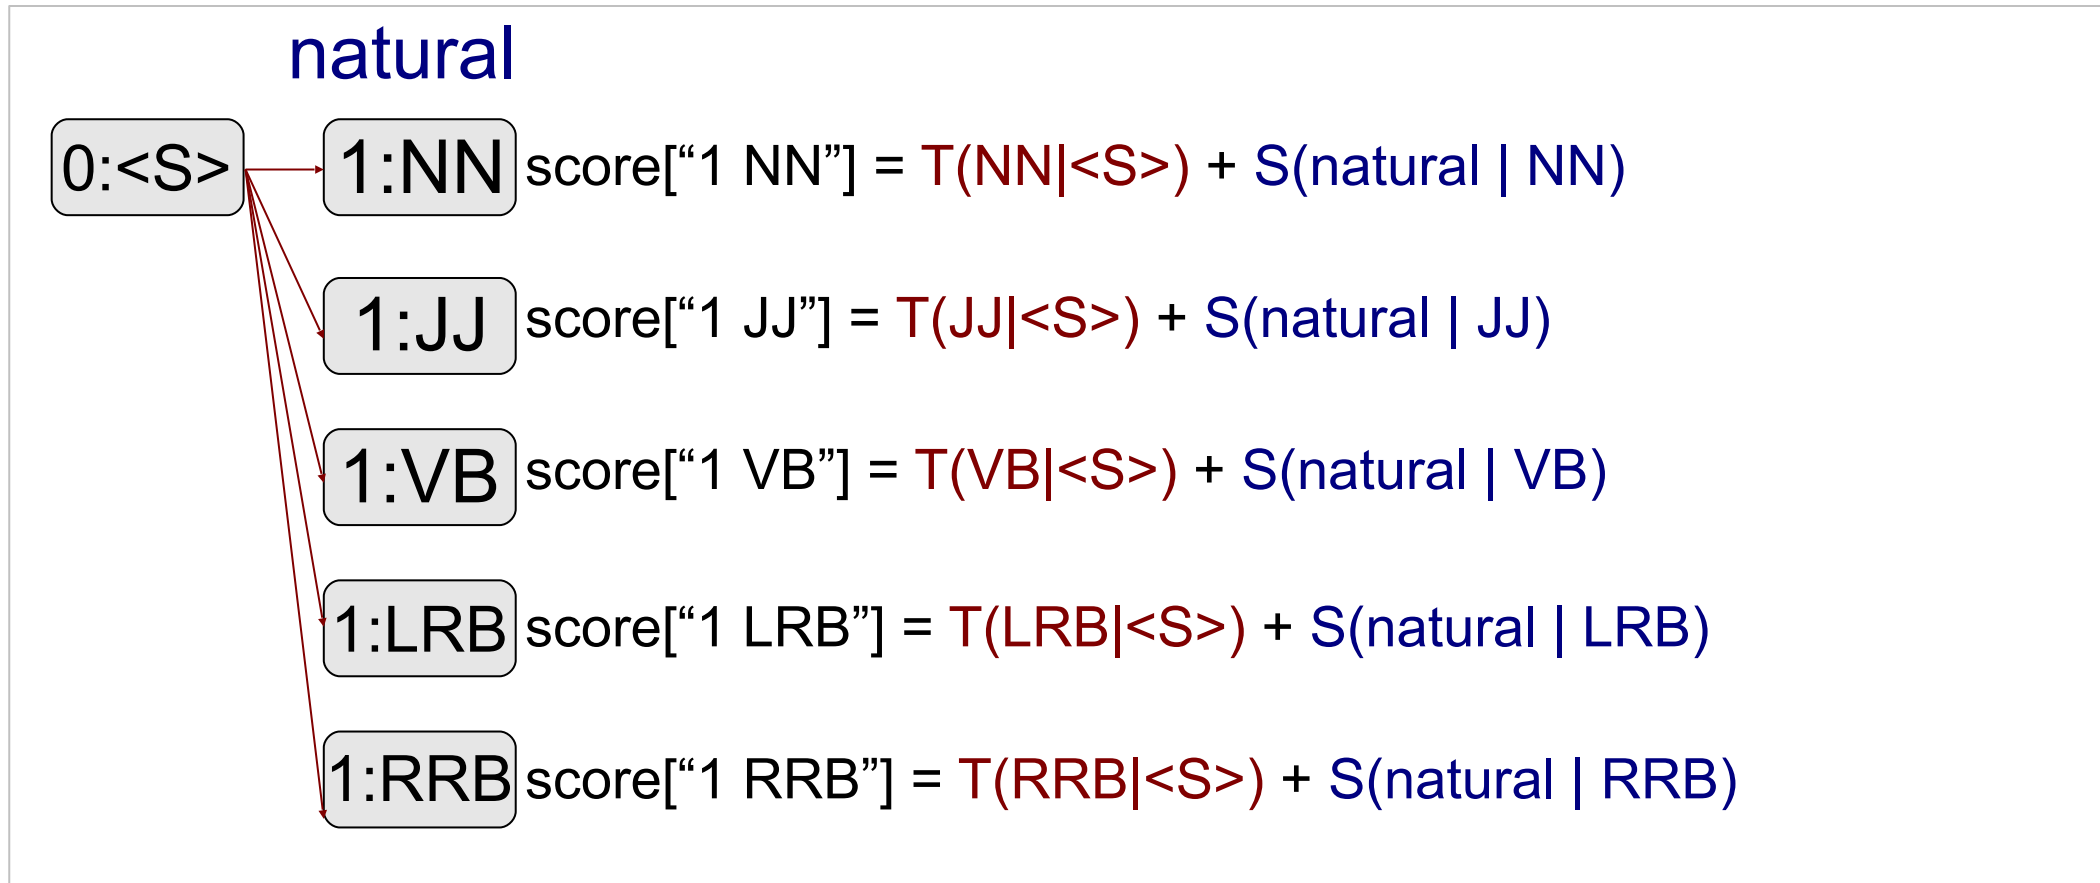 natural
0:<S> 1:NN score[“1 NN”] = T(NN|<S>) + S(natural | NN)
1:JJ score[“1 JJ”] = T(JJ|<S>) + S(natural | JJ)
1:VB score[“1 VB”] = T(VB|<S>) + S(natural | VB)
1:LRB score[“1 LRB”] = T(LRB|<S>) + S(natural | LRB)
1:RRB score[“1 RRB”] = T(RRB|<S>) + S(natural | RRB)